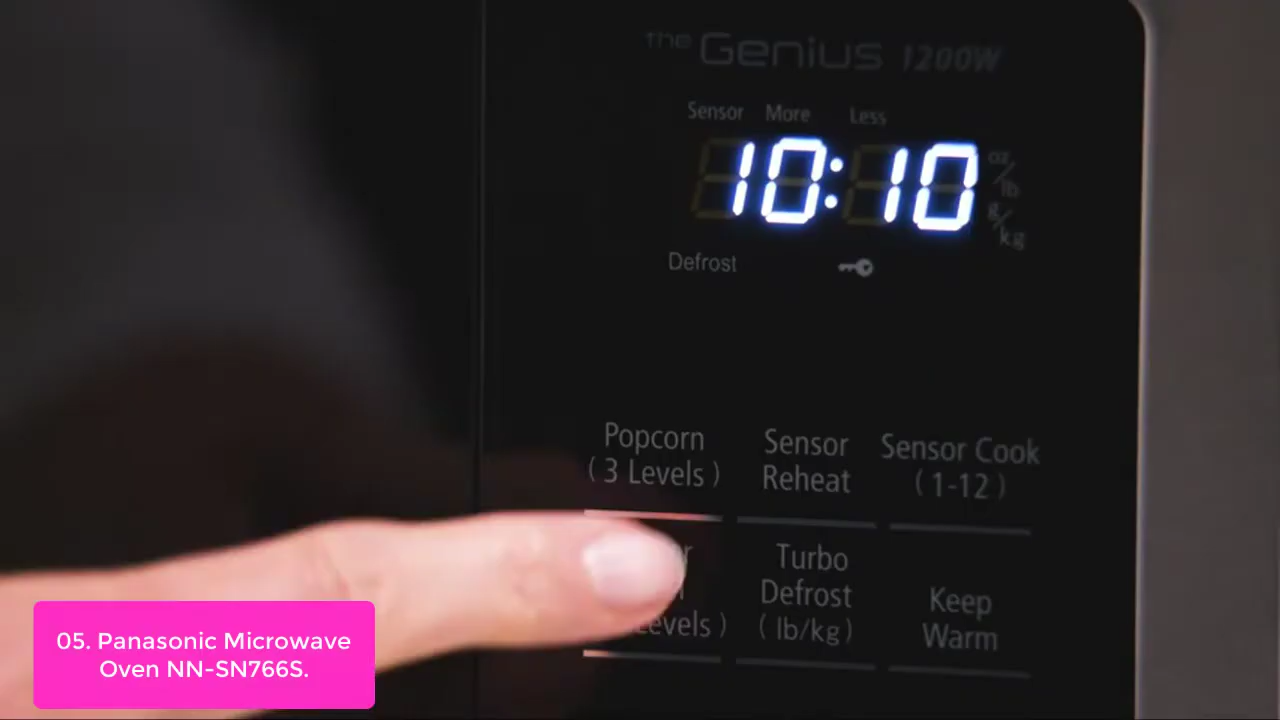 the Genius 1200W
Sensor More Less
10:10
oz/lb
g/kg
Defrost
Popcorn
( 3 Levels )
Sensor
Reheat
Sensor Cook
( 1-12 )
Turbo
Defrost
( lb/kg )
Keep
Warm
05. Panasonic Microwave
Oven NN-SN766S.